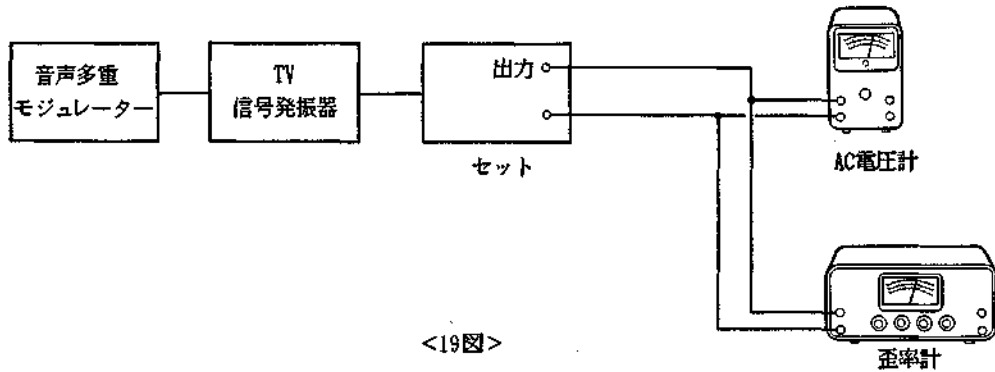 音声多重
モジュレーター
TV
信号発振器
出力
セット
AC電圧計
<19図>
歪率計